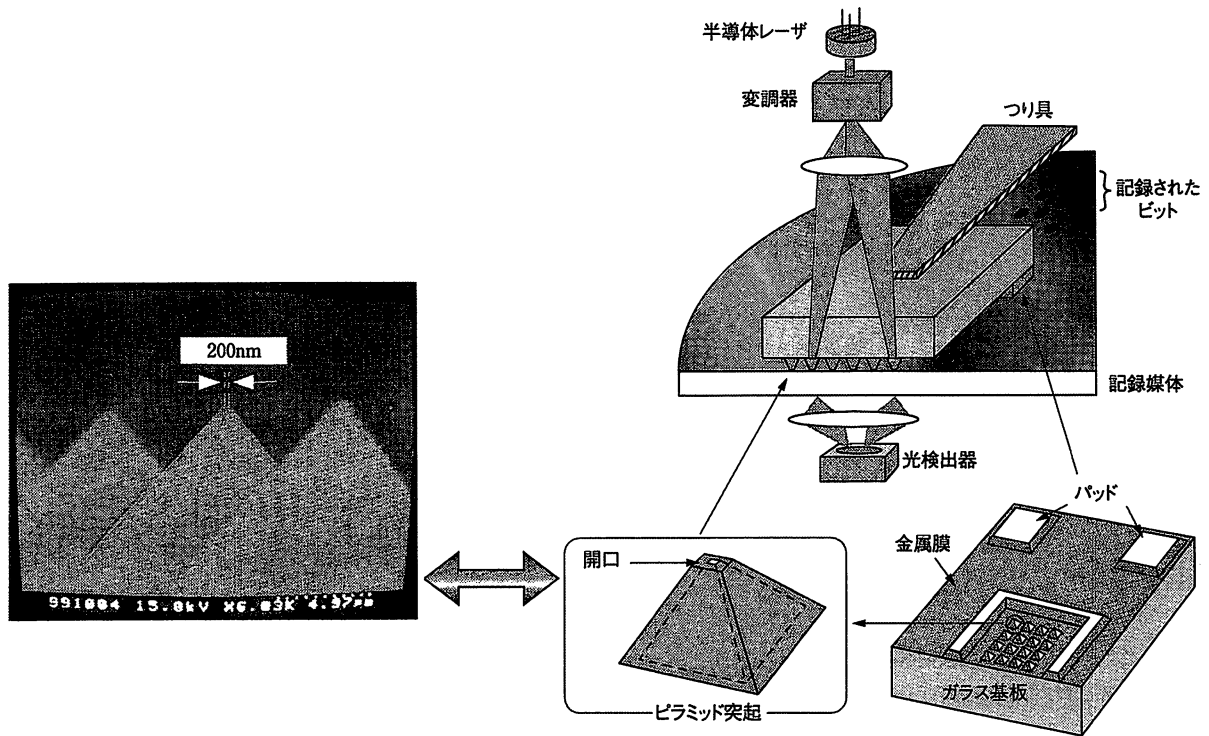 半導体レーザ
変調器
つり具
記録された
ビット
200nm
記録媒体
光検出器
パッド
金属膜
開口
ガラス基板
ピラミッド突起
991004 15.0kV X6.03K 4.97µm